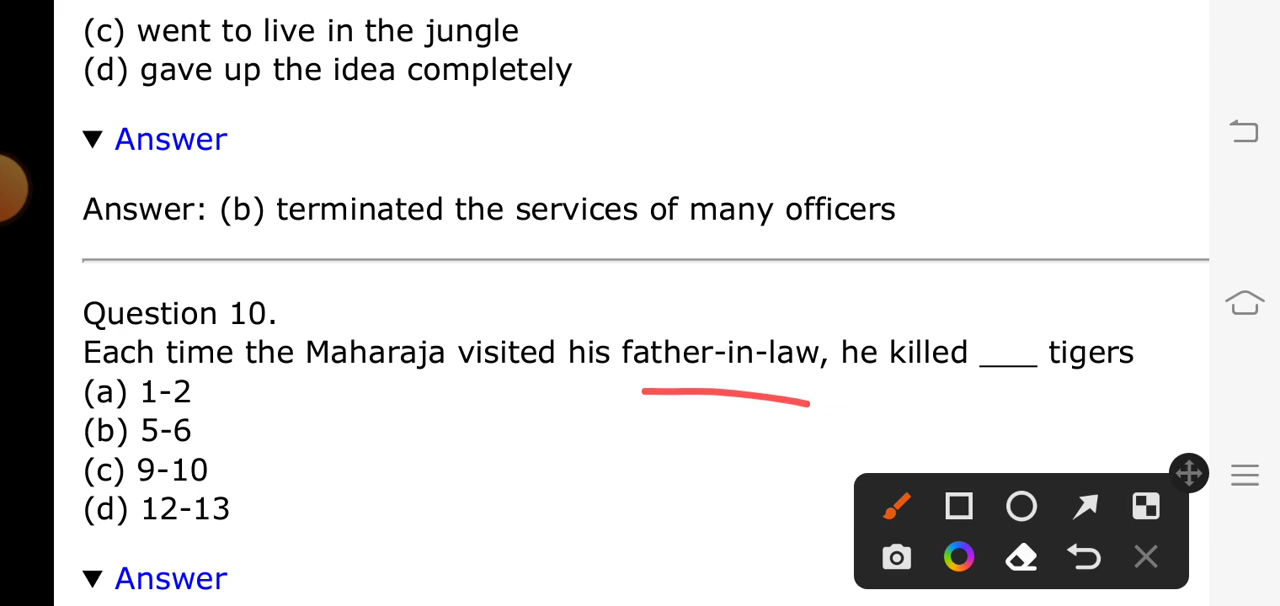 (c) went to live in the jungle
(d) gave up the idea completely
▼ Answer
Answer: (b) terminated the services of many officers
Question 10.
Each time the Maharaja visited his father-in-law, he killed ____ tigers
(a) 1-2
(b) 5-6
(c) 9-10
(d) 12-13
▼ Answer